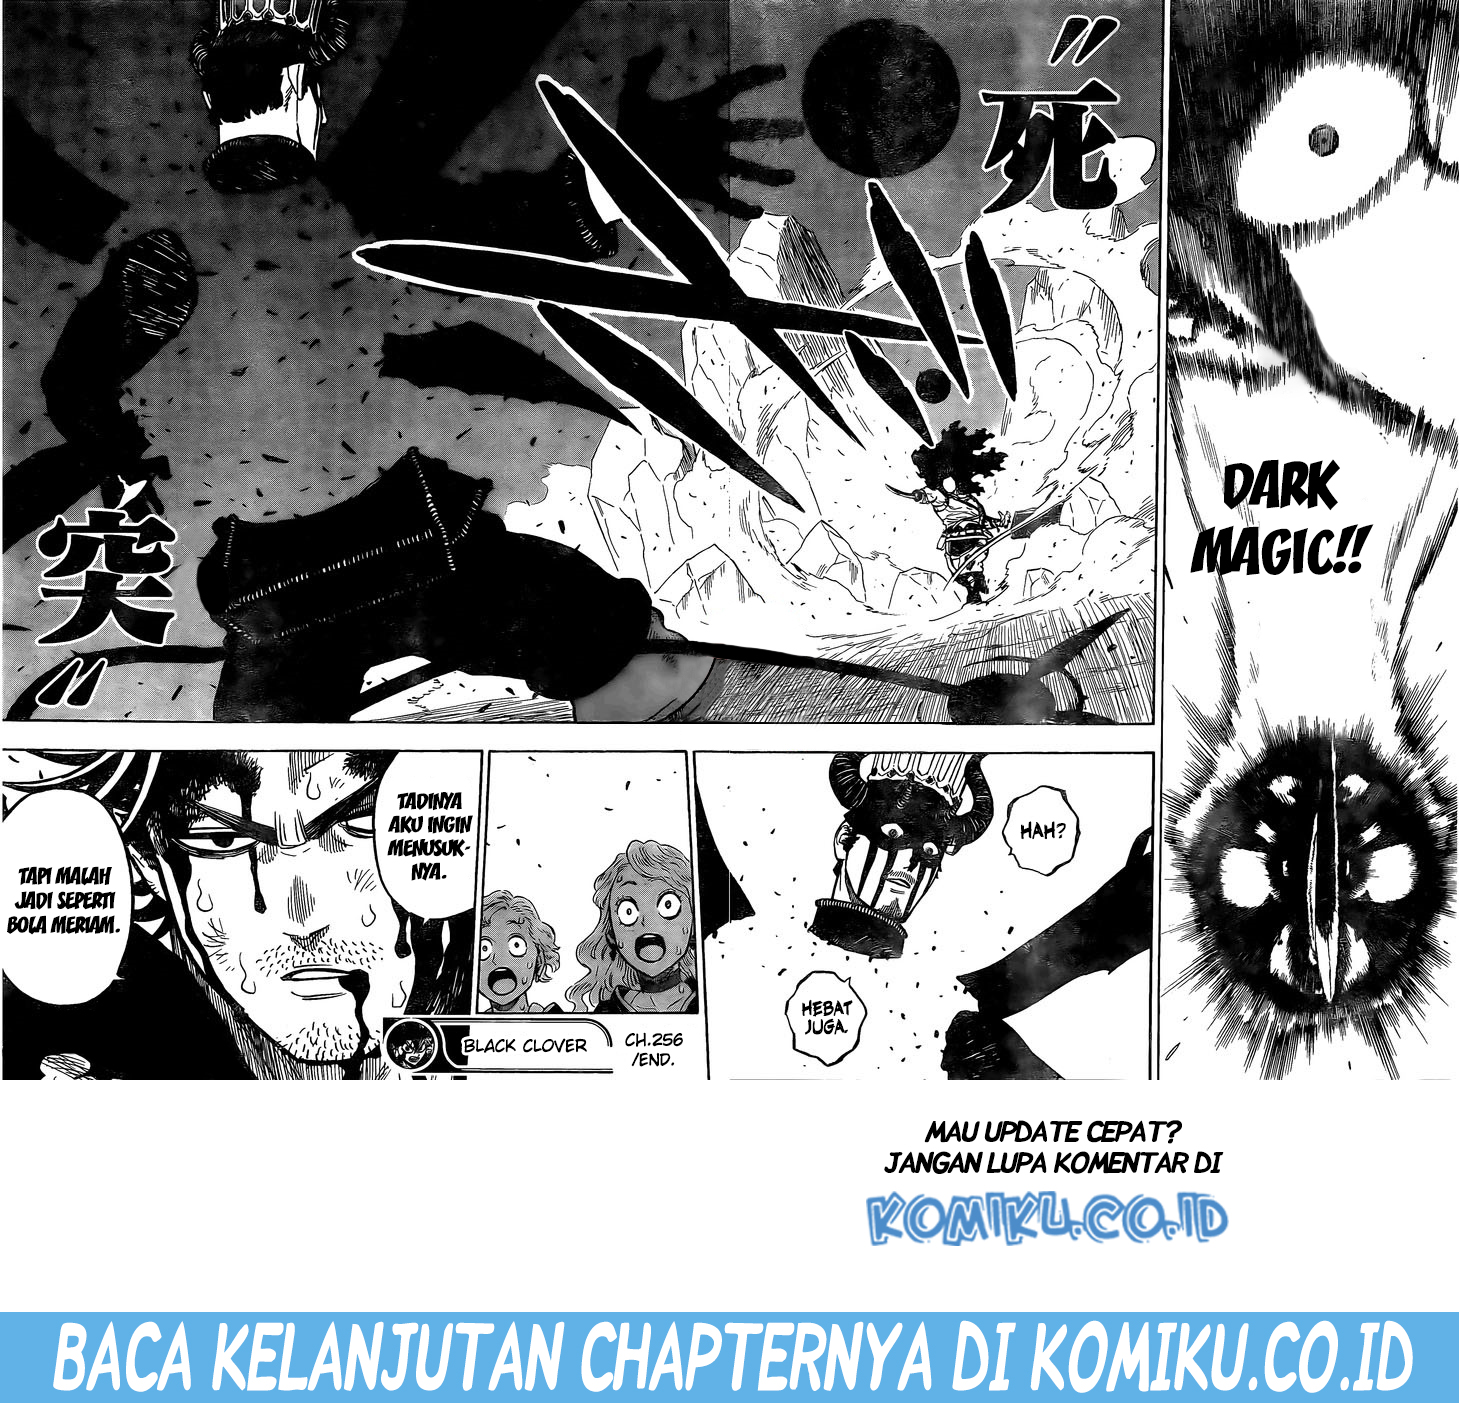 DARK
MAGIC!!
〃
死
突
〃
HAH?
HEBAT
JUGA.
TADINYA
AKU INGIN
MENUSUK-
NYA.
TAPI MALAH
JADI SEPERTI
BOLA MERIAM.
BLACK CLOVER
CH.256
/END.
MAU UPDATE CEPAT?
JANGAN LUPA KOMENTAR DI
KOMIKU.CO.ID
BACA KELANJUTAN CHAPTERNYA DI KOMIKU.CO.ID